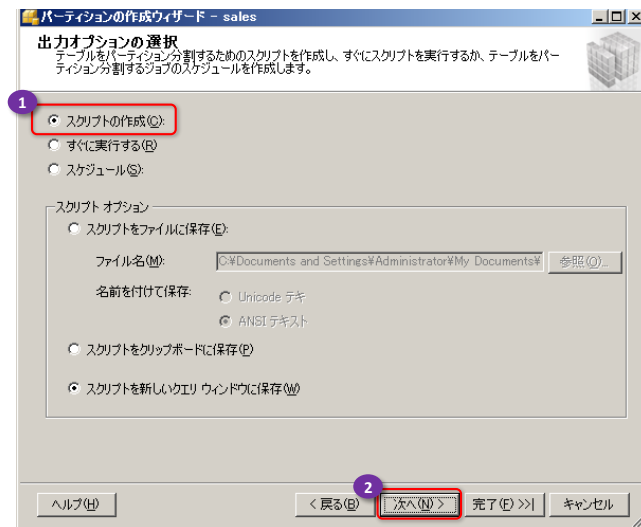 パーティションの作成ウィザード - sales
出力オプションの選択
テーブルをパーティション分割するためのスクリプトを作成し、すぐにスクリプトを実行するか、テーブルをパー
ティション分割するジョブのスケジュールを作成します。
1
スクリプトの作成(C):
すぐに実行する(R)
スケジュール(S):
スクリプト オプション
スクリプトをファイルに保存(E):
ファイル名(M): C:¥Documents and Settings¥Administrator¥My Documents¥ 参照(O)...
名前を付けて保存: Unicode テキ
ANSI テキスト
スクリプトをクリップボードに保存(P)
スクリプトを新しいクエリ ウィンドウに保存(W)
2
ヘルプ(H) < 戻る(B) 次へ(N) > 完了(F) >>| キャンセル